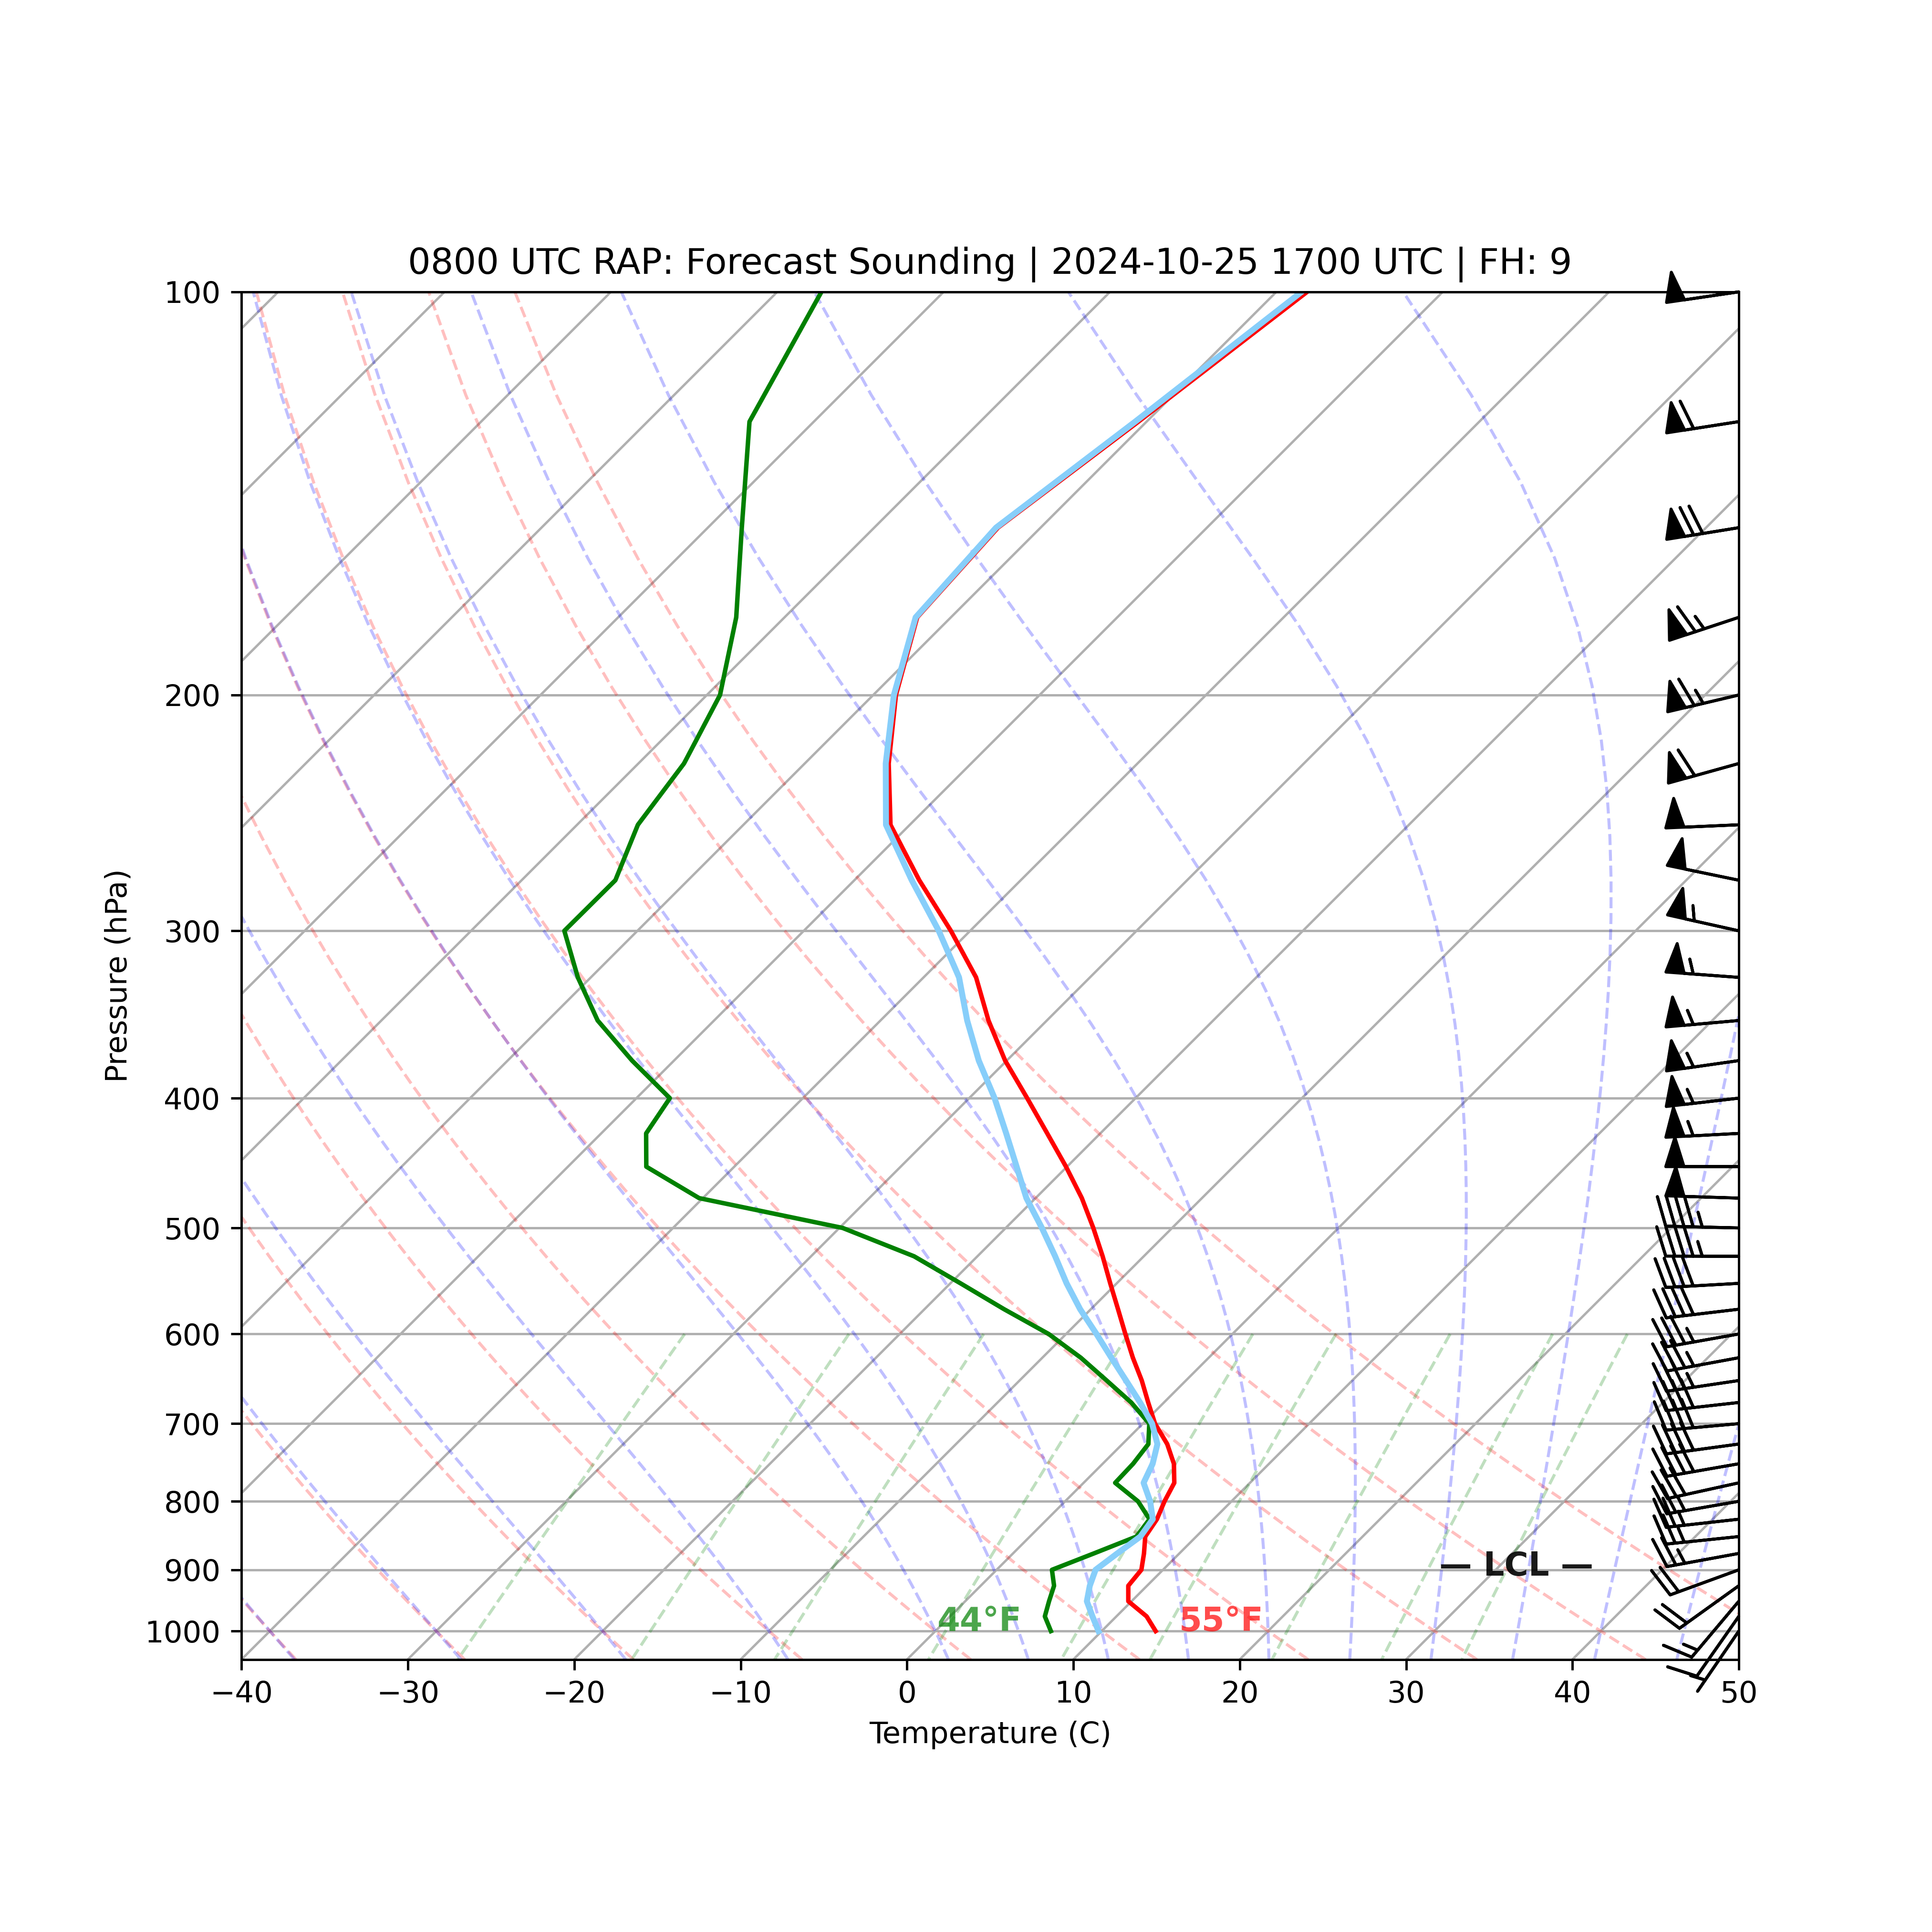 0800 UTC RAP: Forecast Sounding | 2024-10-25 1700 UTC | FH: 9
100
200
300
400
500
600
700
800
900
1000
Pressure (hPa)
— LCL —
44°F
55°F
−40 −30 −20 −10 0 10 20 30 40 50
Temperature (C)